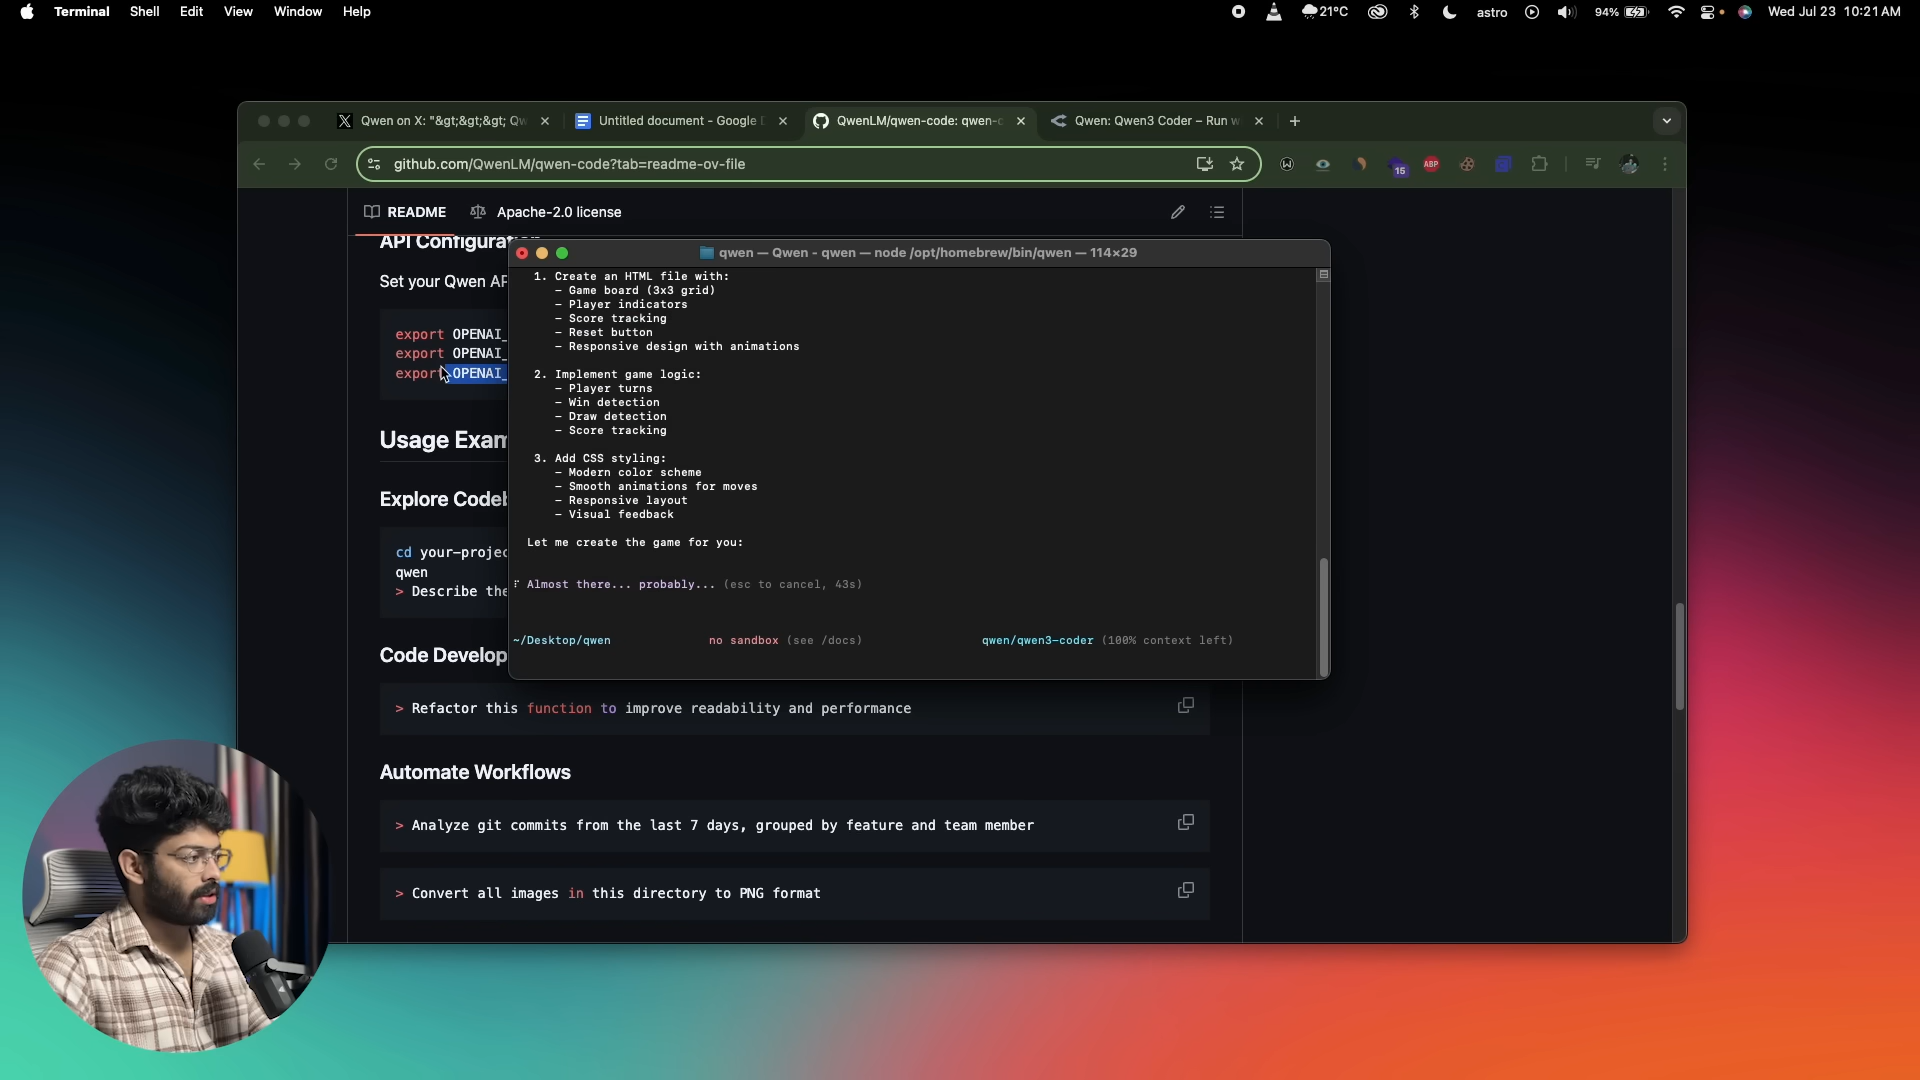 Terminal Shell Edit View Window Help
21°C astro 94% Wed Jul 23 10:21 AM
Qwen on X: "&gt;&gt;&gt; Qw
Untitled document - Google
QwenLM/qwen-code: qwen-c
Qwen: Qwen3 Coder – Run w
github.com/QwenLM/qwen-code?tab=readme-ov-file
ABP
15
README
Apache-2.0 license
API Configuration
Set your Qwen AP
export OPENAI_
export OPENAI_
export OPENAI_
Usage Exam
Explore Codeb
cd your-projec
qwen
> Describe the
Code Develop
> Refactor this function to improve readability and performance
Automate Workflows
> Analyze git commits from the last 7 days, grouped by feature and team member
> Convert all images in this directory to PNG format
qwen — Qwen - qwen — node /opt/homebrew/bin/qwen — 114×29
1. Create an HTML file with:
- Game board (3x3 grid)
- Player indicators
- Score tracking
- Reset button
- Responsive design with animations
2. Implement game logic:
- Player turns
- Win detection
- Draw detection
- Score tracking
3. Add CSS styling:
- Modern color scheme
- Smooth animations for moves
- Responsive layout
- Visual feedback
Let me create the game for you:
Almost there... probably... (esc to cancel, 43s)
~/Desktop/qwen no sandbox (see /docs) qwen/qwen3-coder (100% context left)